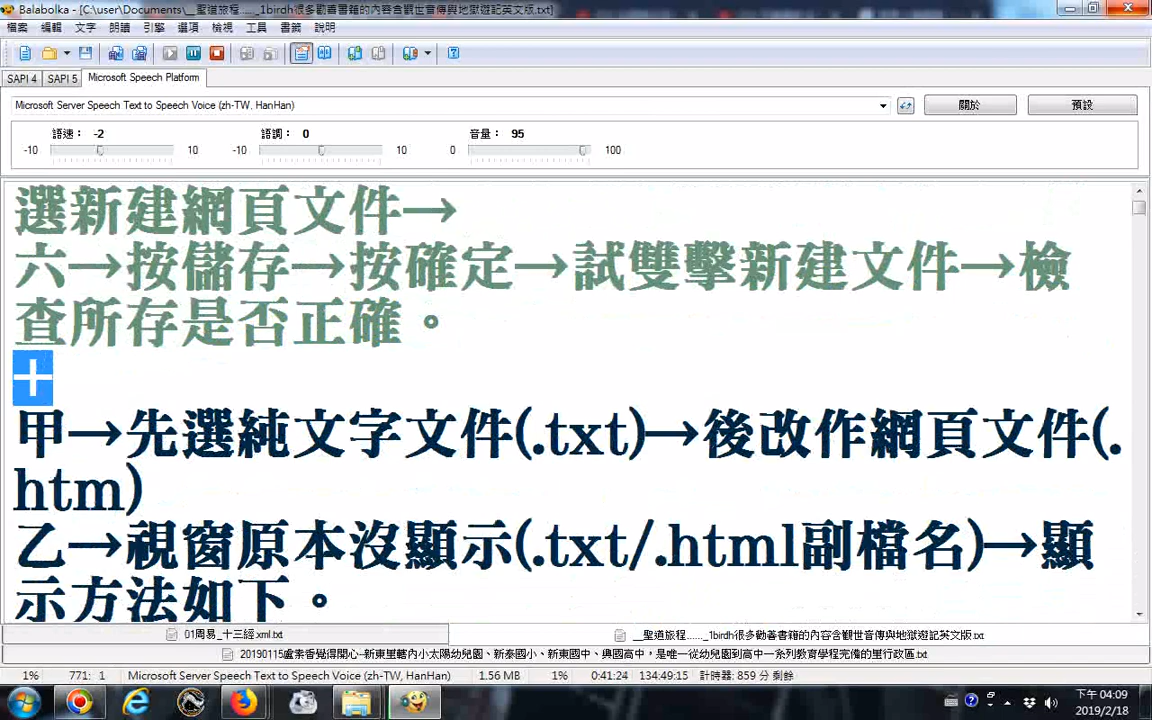 Balabolka - [C:\user\Documents\__聖道旅程......_1birdh很多勸善書籍的內容含觀世音傳與地獄遊記英文版.txt]
檔案 編輯 文字 朗讀 引擎 選項 視窗 工具 書籤 說明
SAPI 4 SAPI 5 Microsoft Speech Platform
Microsoft Server Speech Text to Speech Voice (zh-TW, HanHan) 關於 預設
語速： -2 語調： 0 音量： 95
-10 10 -10 10 0 100
選新建網頁文件→
六→按儲存→按確定→試雙擊新建文件→檢
查所存是否正確。
十
甲→先選純文字文件(.txt)→後改作網頁文件(.
htm)
乙→視窗原本沒顯示(.txt/.html副檔名)→顯
示方法如下。
01周易_十三經.xml.txt __聖道旅程......_1birdh很多勸善書籍的內容含觀世音傳與地獄遊記英文版.txt
20190115盧素香覺得開心-新東里轄內小太陽幼兒園、新泰國小、新東國中、典國高中，是唯一從幼兒園到高中一系列教育學程完備的里行政區.txt
1% 771: 1 Microsoft Server Speech Text to Speech Voice (zh-TW, HanHan) 1.56 MB 1% 0:41:24 134:49:15 計時器: 859 分 剩餘
下午 04:09
2019/2/18